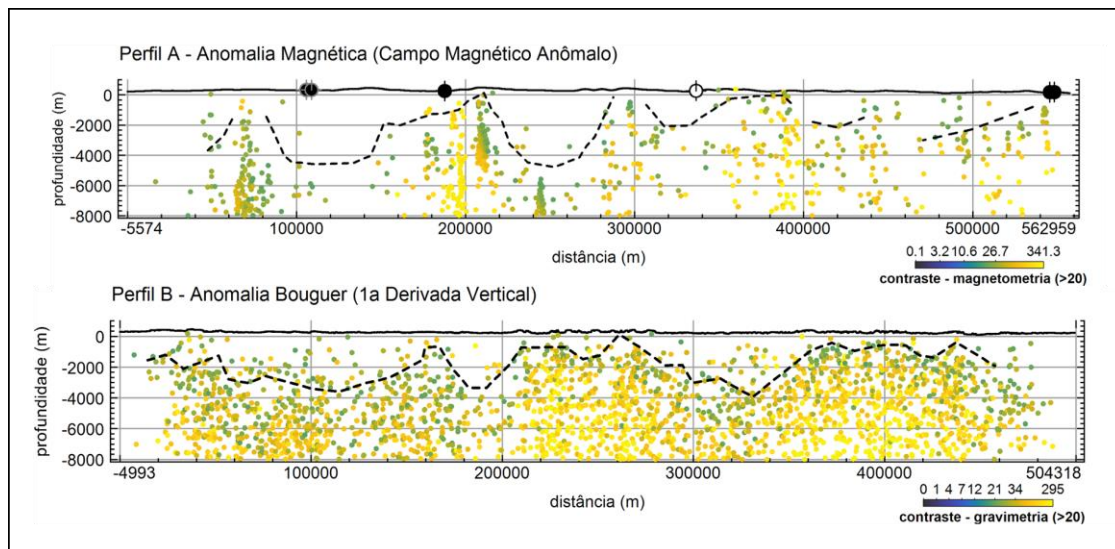 Perfil A - Anomalia Magnética (Campo Magnético Anômalo)
0
-2000
-4000
-6000
-8000
profundidade (m)
-5574 100000 200000 300000 400000 500000 562959
distância (m)
0.1 3.2 10.6 26.7 341.3
contraste - magnetometria (>20)
Perfil B - Anomalia Bouguer (1a Derivada Vertical)
0
-2000
-4000
-6000
-8000
profundidade (m)
-4993 100000 200000 300000 400000 504318
distância (m)
0 1 4 7 12 21 34 295
contraste - gravimetria (>20)